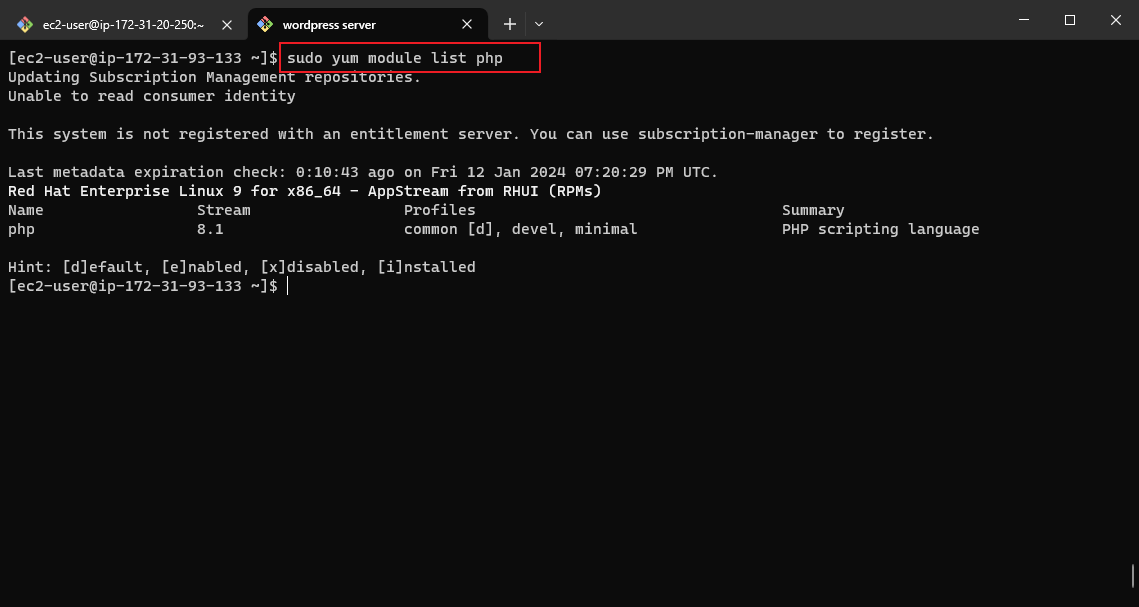 ec2-user@ip-172-31-20-250:~ wordpress server
[ec2-user@ip-172-31-93-133 ~]$ sudo yum module list php
Updating Subscription Management repositories.
Unable to read consumer identity
This system is not registered with an entitlement server. You can use subscription-manager to register.
Last metadata expiration check: 0:10:43 ago on Fri 12 Jan 2024 07:20:29 PM UTC.
Red Hat Enterprise Linux 9 for x86_64 - AppStream from RHUI (RPMs)
Name Stream Profiles Summary
php 8.1 common [d], devel, minimal PHP scripting language
Hint: [d]efault, [e]nabled, [x]disabled, [i]nstalled
[ec2-user@ip-172-31-93-133 ~]$